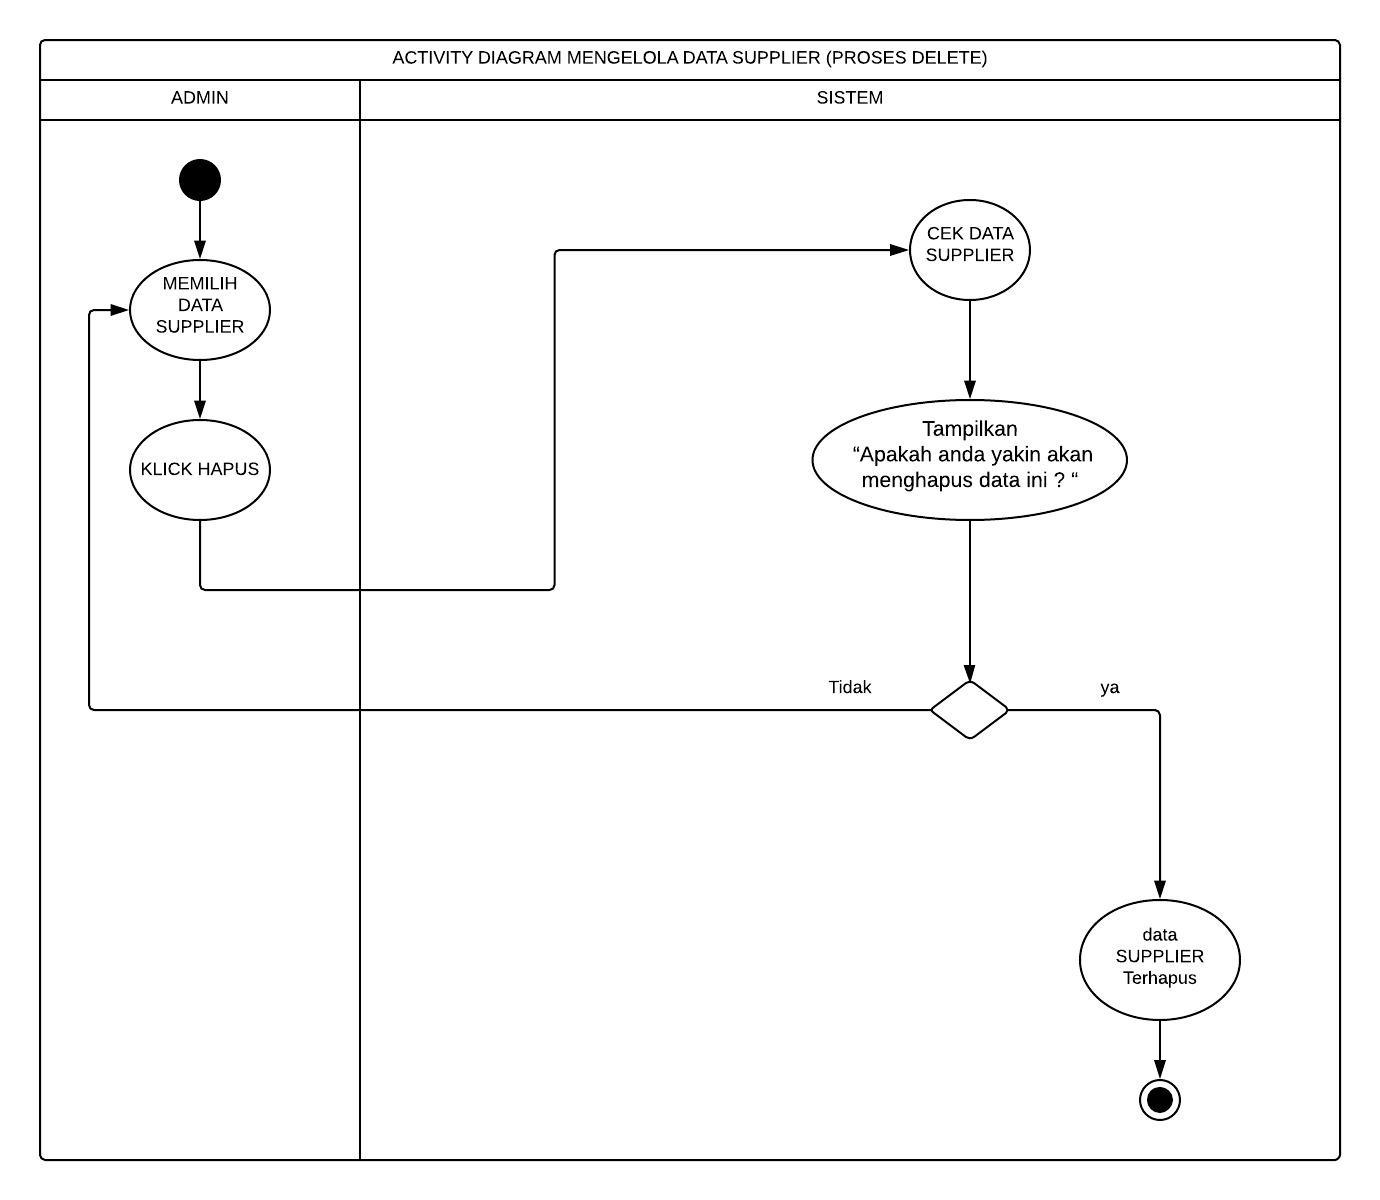 ACTIVITY DIAGRAM MENGELOLA DATA SUPPLIER (PROSES DELETE)
ADMIN
SISTEM
MEMILIH
DATA
SUPPLIER
KLICK HAPUS
CEK DATA
SUPPLIER
Tampilkan
“Apakah anda yakin akan
menghapus data ini ? “
Tidak
ya
data
SUPPLIER
Terhapus